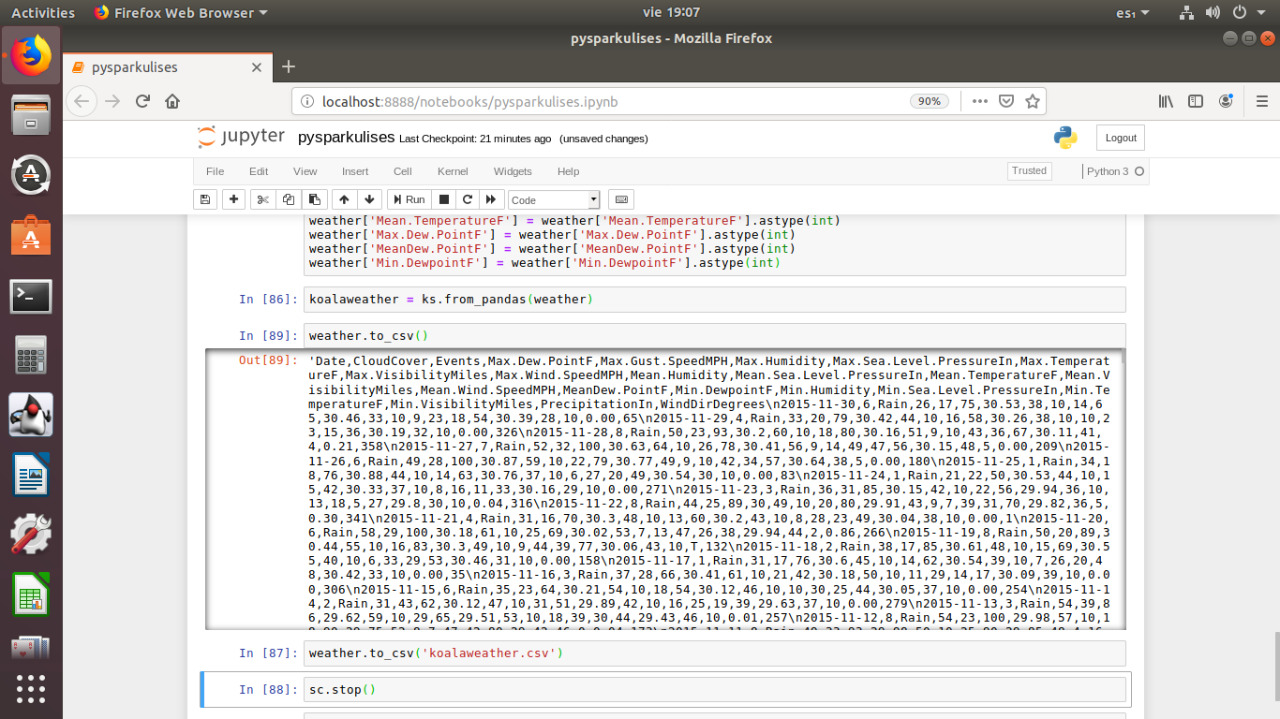 Activities Firefox Web Browser vie 19:07 es₁
pysparkulises - Mozilla Firefox
pysparkulises
localhost:8888/notebooks/pysparkulises.ipynb 90%
jupyter pysparkulises Last Checkpoint: 21 minutes ago (unsaved changes) Logout
File Edit View Insert Cell Kernel Widgets Help Trusted Python 3
Run Code
weather['Mean.TemperatureF'] = weather['Mean.TemperatureF'].astype(int)
weather['Max.Dew.PointF'] = weather['Max.Dew.PointF'].astype(int)
weather['MeanDew.PointF'] = weather['MeanDew.PointF'].astype(int)
weather['Min.DewpointF'] = weather['Min.DewpointF'].astype(int)
In [86]: koalaweather = ks.from_pandas(weather)
In [89]: weather.to_csv()
Out[89]: 'Date,CloudCover,Events,Max.Dew.PointF,Max.Gust.SpeedMPH,Max.Humidity,Max.Sea.Level.PressureIn,Max.Temperat
ureF,Max.VisibilityMiles,Max.Wind.SpeedMPH,Mean.Humidity,Mean.Sea.Level.PressureIn,Mean.TemperatureF,Mean.V
isibilityMiles,Mean.Wind.SpeedMPH,MeanDew.PointF,Min.DewpointF,Min.Humidity,Min.Sea.Level.PressureIn,Min.Te
mperatureF,Min.VisibilityMiles,PrecipitationIn,WindDirDegrees\n2015-11-30,6,Rain,26,17,75,30.53,38,10,14,6
5,30.46,33,10,9,23,18,54,30.39,28,10,0.00,65\n2015-11-29,4,Rain,33,20,79,30.42,44,10,16,58,30.26,38,10,10,2
3,15,36,30.19,32,10,0.00,326\n2015-11-28,8,Rain,50,23,93,30.2,60,10,18,80,30.16,51,9,10,43,36,67,30.11,41,
4,0.21,358\n2015-11-27,7,Rain,52,32,100,30.63,64,10,26,73,30.41,56,9,14,49,47,56,30.15,48,5,0.00,209\n2015-
11-26,6,Rain,49,28,100,30.87,59,10,22,79,30.77,49,9,10,42,34,57,30.64,38,5,0.00,180\n2015-11-25,1,Rain,34,1
8,76,30.88,44,10,14,63,30.76,37,10,6,27,20,49,30.54,30,10,0.00,83\n2015-11-24,1,Rain,21,22,50,30.53,44,10,1
5,42,30.33,37,10,8,16,11,33,30.16,29,10,0.00,271\n2015-11-23,3,Rain,36,31,85,30.15,42,10,22,56,29.94,36,10,
13,18,5,27,29.8,30,10,0.04,316\n2015-11-22,8,Rain,44,25,89,30,49,10,20,80,29.91,43,9,7,39,31,70,29.82,36,5,
0.30,341\n2015-11-21,4,Rain,31,16,70,30.3,48,10,13,60,30.2,43,10,8,28,23,49,30.04,38,10,0.00,1\n2015-11-20,
6,Rain,58,29,100,30.18,61,10,25,69,30.02,53,7,13,47,26,38,29.94,44,2,0.86,266\n2015-11-19,8,Rain,50,20,89,3
0.44,55,10,16,83,30.3,49,10,9,44,39,77,30.06,43,10,T,132\n2015-11-18,2,Rain,38,17,85,30.61,48,10,15,69,30.5
5,40,10,6,33,29,53,30.46,31,10,0.00,158\n2015-11-17,1,Rain,31,17,76,30.6,45,10,14,62,30.54,39,10,7,26,20,4
8,30.42,33,10,0.00,35\n2015-11-16,3,Rain,37,28,66,30.41,61,10,21,42,30.18,50,10,11,29,14,17,30.09,39,10,0.0
0,306\n2015-11-15,6,Rain,35,23,64,30.21,54,10,18,54,30.12,46,10,10,30,25,44,30.05,37,10,0.00,254\n2015-11-1
4,2,Rain,31,43,62,30.12,47,10,31,51,29.89,42,10,16,25,19,39,29.63,37,10,0.00,279\n2015-11-13,3,Rain,54,39,8
6,29.62,59,10,29,65,29.51,53,10,18,39,30,44,29.43,46,10,0.01,257\n2015-11-12,8,Rain,54,23,100,29.98,57,10,1
In [87]: weather.to_csv('koalaweather.csv')
In [88]: sc.stop()